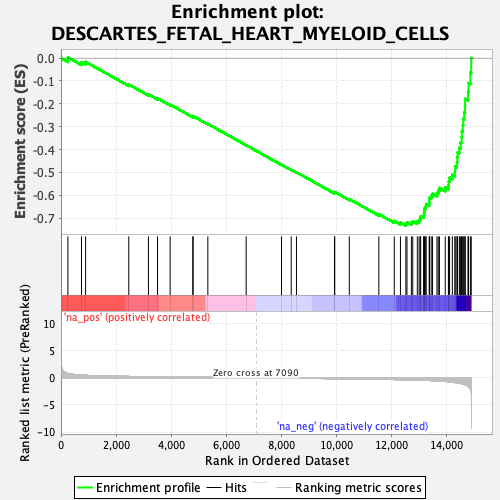 Enrichment plot:
DESCARTES_FETAL_HEART_MYELOID_CELLS
Enrichment score (ES)
0.0
-0.1
-0.2
-0.3
-0.4
-0.5
-0.6
-0.7
'na_pos' (positively correlated)
Ranked list metric (PreRanked)
10
5
0
-5
-10
Zero cross at 7090
'na_neg' (negatively correlated)
0 2,000 4,000 6,000 8,000 10,000 12,000 14,000
Rank in Ordered Dataset
Enrichment profile Hits Ranking metric scores